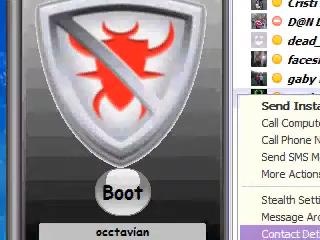 Boot
occtavian
Cristi
D@N
dead_
faces
gaby
Send Insta
Call Compute
Call Phone N
Send SMS M
More Actions
Stealth Setti
Message Arc
Contact Det